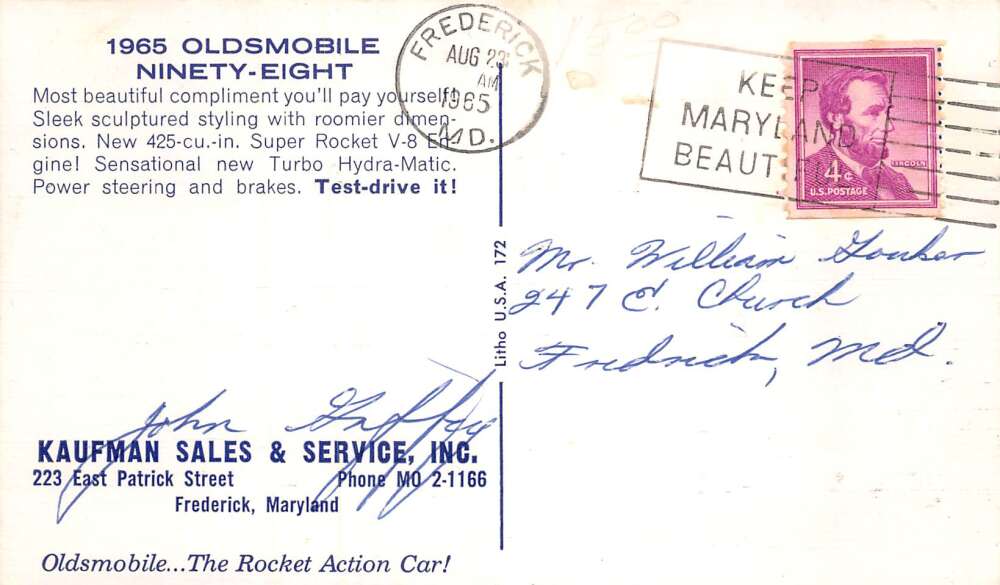 1965 OLDSMOBILE
NINETY-EIGHT
Most beautiful compliment you'll pay yourself!
Sleek sculptured styling with roomier dimen-
sions. New 425-cu.-in. Super Rocket V-8 En-
gine! Sensational new Turbo Hydra-Matic.
Power steering and brakes. Test-drive it!
John Gaffey
KAUFMAN SALES & SERVICE, INC.
223 East Patrick Street Phone MO 2-1166
Frederick, Maryland
Oldsmobile...The Rocket Action Car!
Litho U.S.A. 172
FREDERICK
AUG 23
AM
1965
MD.
KEEP
MARYLAND
BEAUT
LINCOLN
4¢
U.S. POSTAGE
Mr. William
247 E. Church
Fredrick, Md.